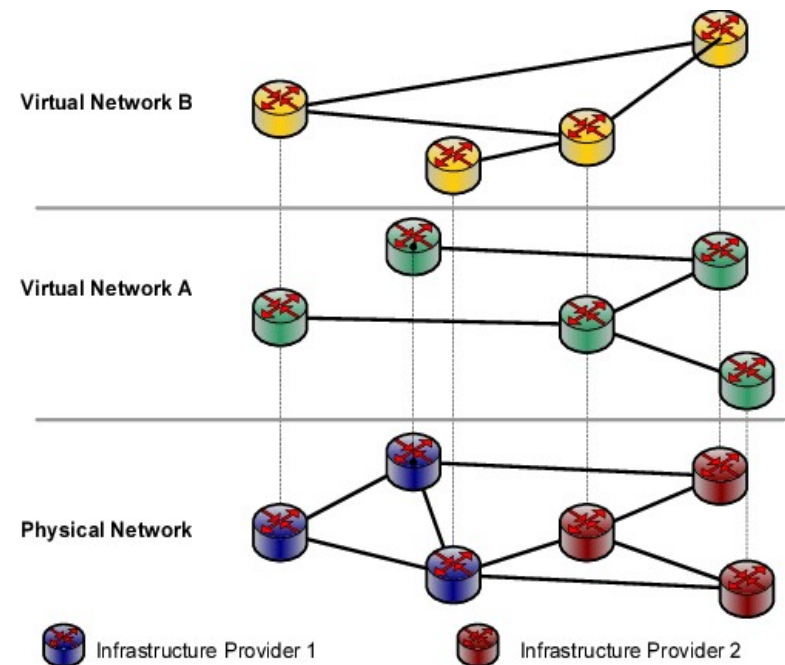 Virtual Network B
Virtual Network A
Physical Network
Infrastructure Provider 1
Infrastructure Provider 2